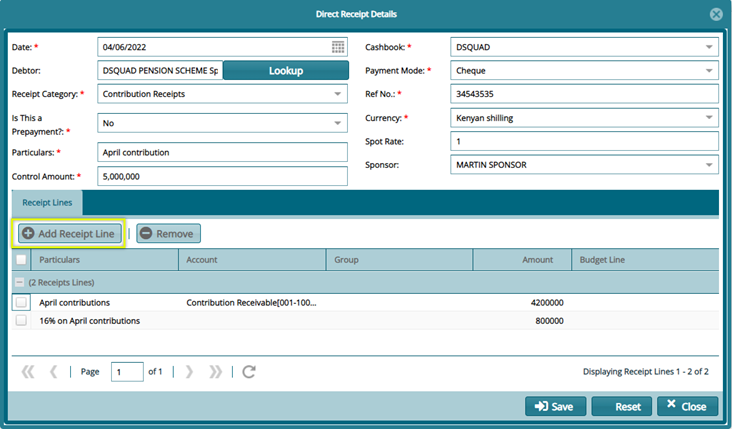 Direct Receipt Details
Date: * 04/06/2022
Cashbook: * DSQUAD
Debtor: DSQUAD PENSION SCHEME Sp Lookup
Payment Mode: * Cheque
Receipt Category: * Contribution Receipts
Ref No.: * 34543535
Is This a Prepayment?: * No
Currency: * Kenyan shilling
Particulars: * April contribution
Spot Rate: 1
Control Amount: * 5,000,000
Sponsor: MARTIN SPONSOR
Receipt Lines
Add Receipt Line | Remove
Particulars Account Group Amount Budget Line
(2 Receipts Lines)
April contributions Contribution Receivable[001-100... 4200000
16% on April contributions 800000
Page 1 of 1 Displaying Receipt Lines 1 - 2 of 2
Save Reset Close